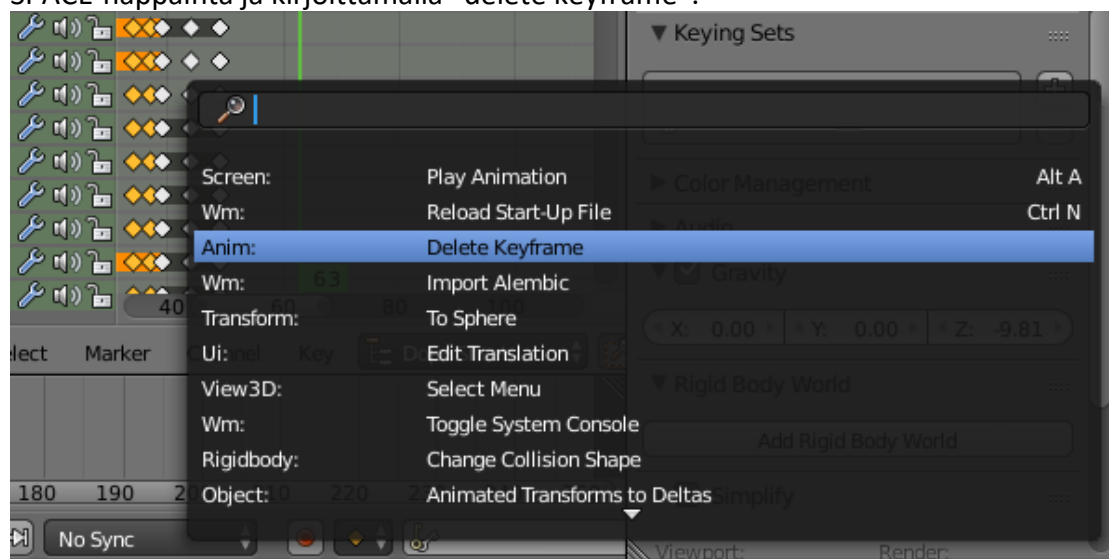 SPACE-näppäintä ja kirjoittamalla "delete keyframe".
Keying Sets
Screen: Play Animation Alt A
Wm: Reload Start-Up File Ctrl N
Color Management
Audio
Anim: Delete Keyframe
Gravity
Wm: Import Alembic
63
40 60 80 100
Transform: To Sphere
X: 0.00 Y: 0.00 Z: -9.81
lect Marker Key
Ui: Edit Translation
View3D: Select Menu
Rigid Body World
Wm: Toggle System Console
Add Rigid Body World
Rigidbody: Change Collision Shape
180 190 210 220
Object: Animated Transforms to Deltas
Simplify
No Sync
Viewport: Render: